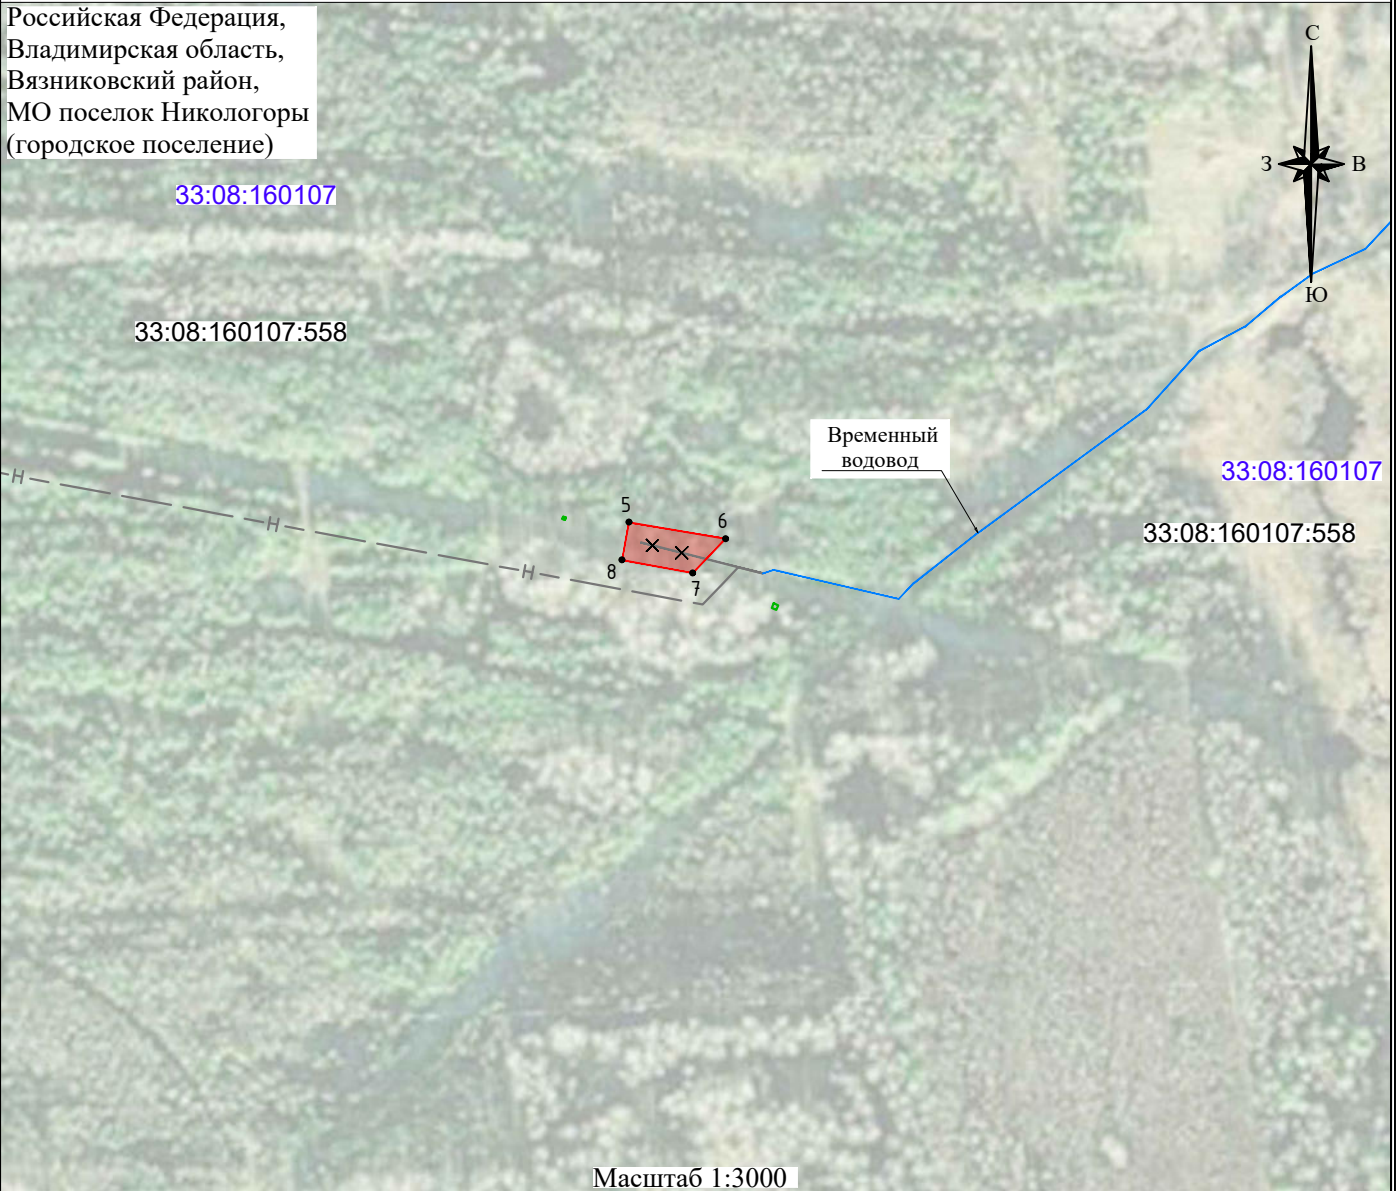 Российская Федерация,
Владимирская область,
Вязниковский район,
МО поселок Никологоры
(городское поселение)
С
З
В
Ю
33:08:160107
33:08:160107:558
Временный
водовод
33:08:160107
33:08:160107:558
Н
Н
Н
5
6
7
8
Масштаб 1:3000